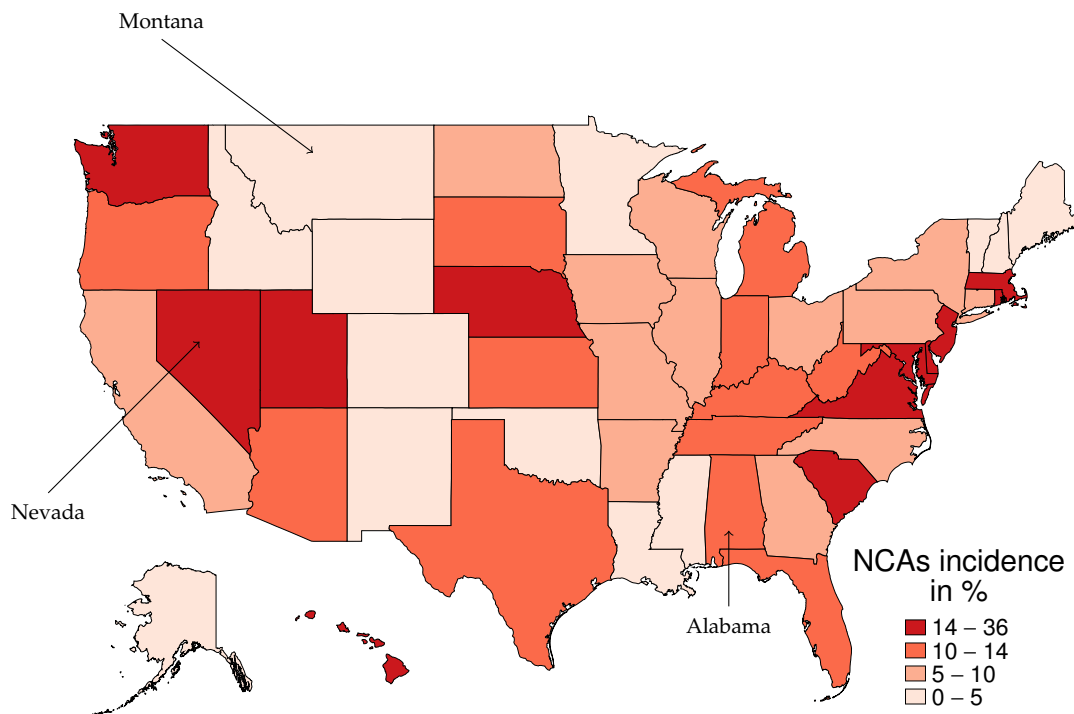 Montana
Nevada
Alabama
NCAs incidence
in %
14 – 36
10 – 14
5 – 10
0 – 5